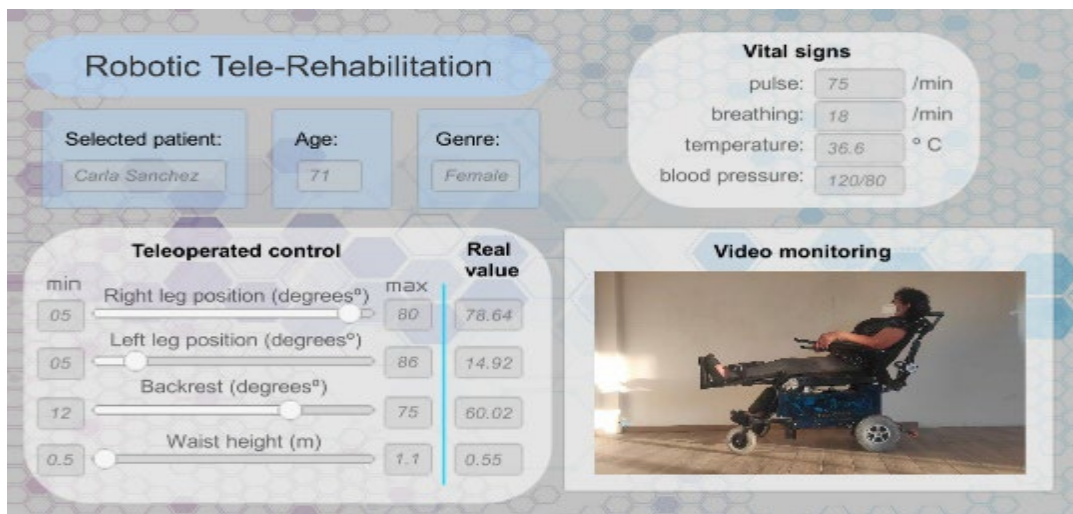 Robotic Tele-Rehabilitation
Selected patient:
Carla Sanchez
Age:
71
Genre:
Female
Vital signs
pulse: 75 /min
breathing: 18 /min
temperature: 36.6 ° C
blood pressure: 120/80
Teleoperated control
Real
value
min
max
Right leg position (degreesº)
05 80 78.64
Left leg position (degreesº)
05 86 14.92
Backrest (degreesº)
12 75 60.02
Waist height (m)
0.5 1.1 0.55
Video monitoring